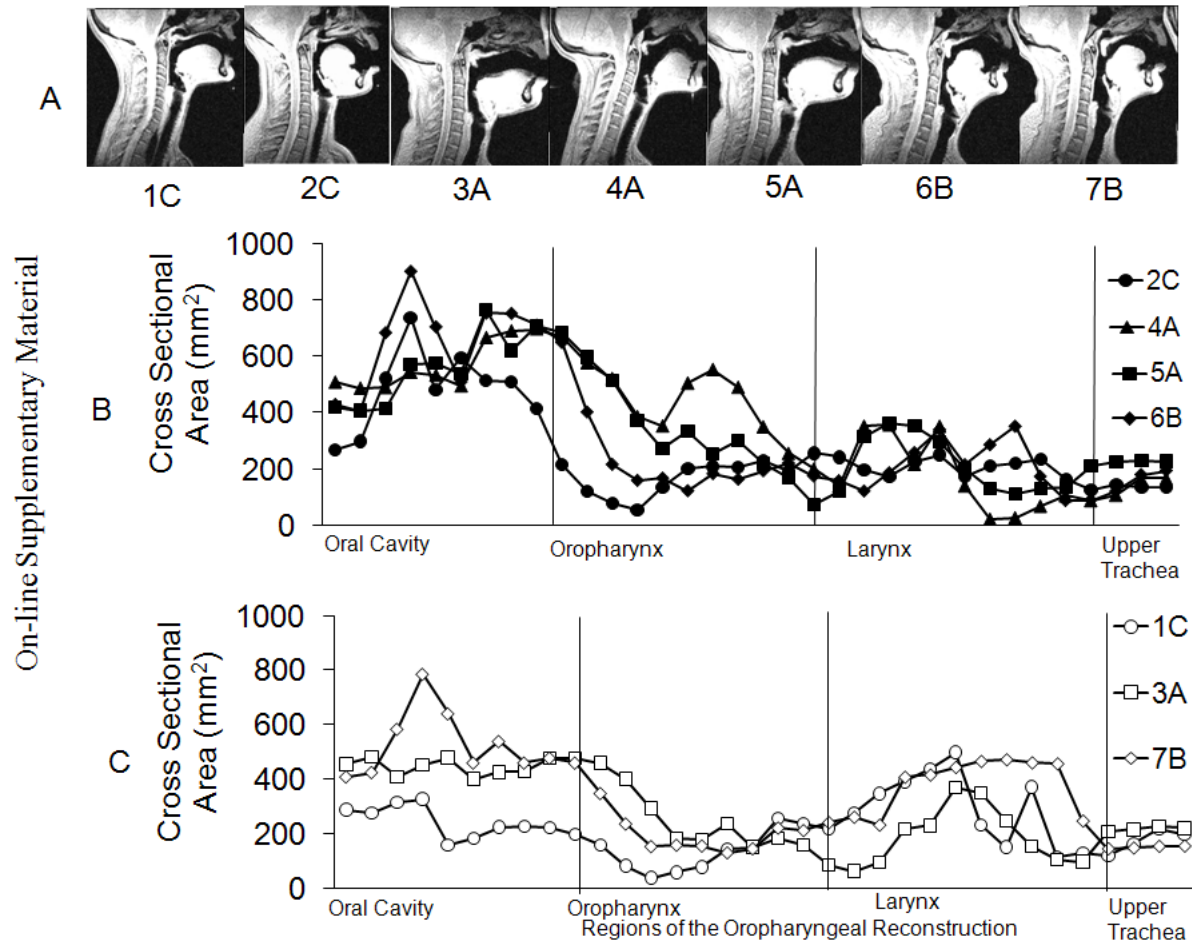 A
1C 2C 3A 4A 5A 6B 7B
On-line Supplementary Material
B
Cross Sectional
Area (mm²)
1000
800
600
400
200
0
2C
4A
5A
6B
Oral Cavity Oropharynx Larynx Upper
Trachea
C
Cross Sectional
Area (mm²)
1000
800
600
400
200
0
1C
3A
7B
Oral Cavity Oropharynx Larynx Upper
Trachea
Regions of the Oropharyngeal Reconstruction